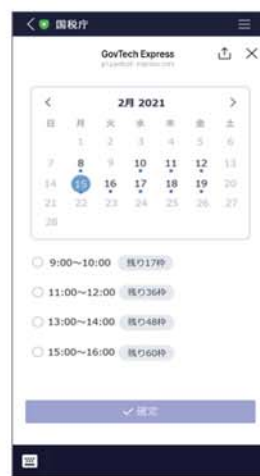 国税庁
GovTech Express
2月 2021
日 月 火 水 木 金 土
1 2 3 4 5 6
7 8 9 10 11 12 13
14 15 16 17 18 19 20
21 22 23 24 25 26 27
28
9:00〜10:00 残り17枠
11:00〜12:00 残り36枠
13:00〜14:00 残り48枠
15:00〜16:00 残り60枠
✓確定